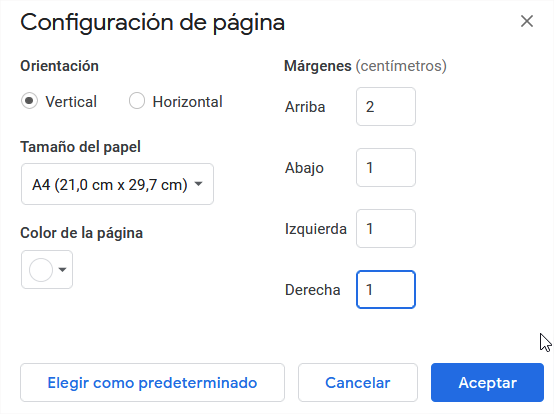 Configuración de página
Orientación
Vertical
Horizontal
Tamaño del papel
A4 (21,0 cm x 29,7 cm)
Color de la página
Márgenes (centímetros)
Arriba 2
Abajo 1
Izquierda 1
Derecha 1
Elegir como predeterminado
Cancelar
Aceptar